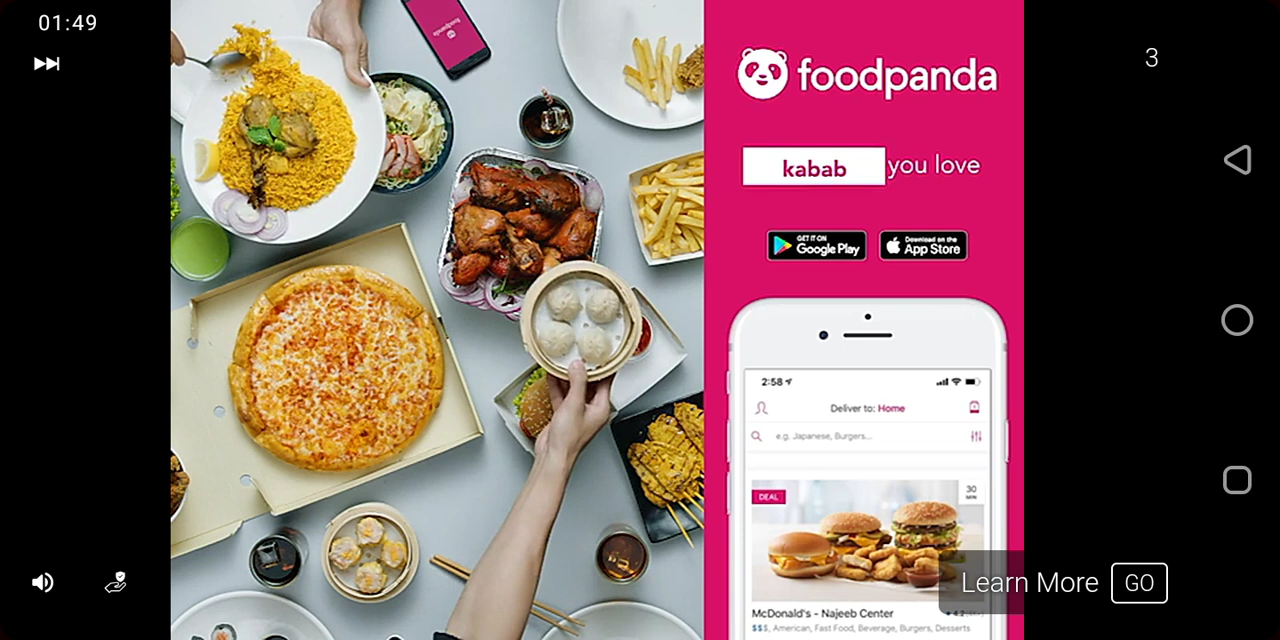 01:49
3
foodpanda
foodpanda
kabab you love
GET IT ON
Google Play
Download on the
App Store
2:58
Deliver to: Home
e.g. Japanese, Burgers...
DEAL
30
MIN
McDonald's - Najeeb Center
$$$, American, Fast Food, Beverage, Burgers, Desserts
Learn More GO